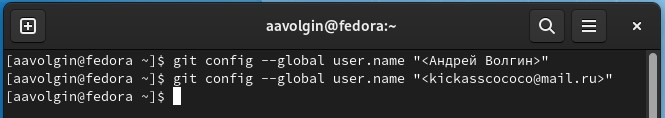 aavolgin@fedora:~
[aavolgin@fedora ~]$ git config --global user.name "<Андрей Волгин>"
[aavolgin@fedora ~]$ git config --global user.name "<kickasscococo@mail.ru>"
[aavolgin@fedora ~]$